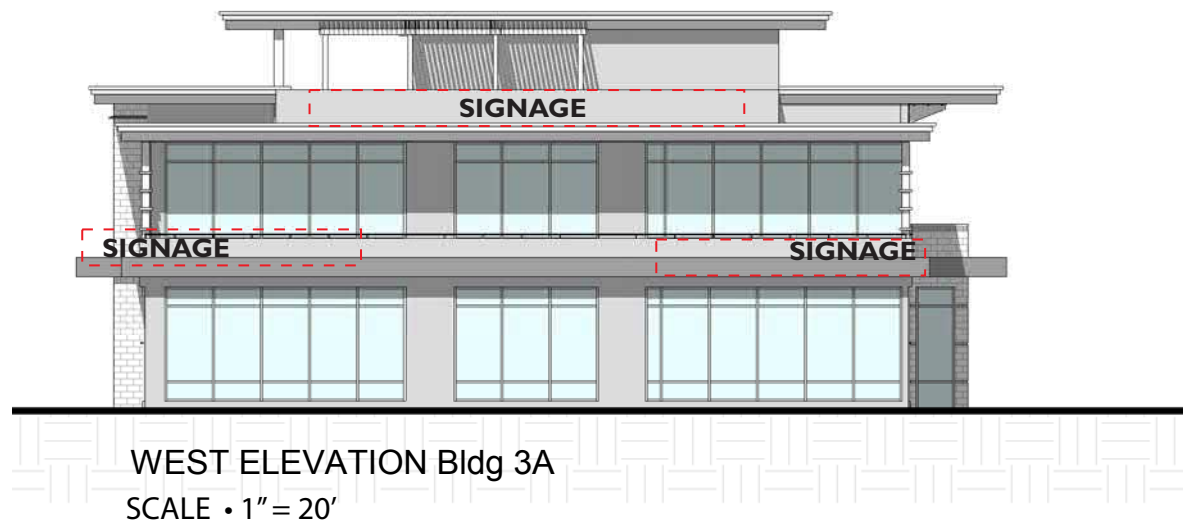 SIGNAGE
SIGNAGE
SIGNAGE
WEST ELEVATION Bldg 3A
SCALE • 1” = 20’